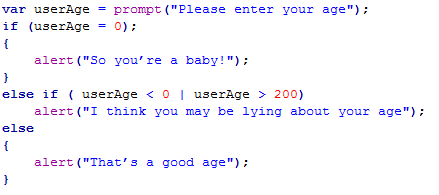 var userAge = prompt("Please enter your age");
if (userAge = 0);
{
    alert("So you're a baby!");
}
else if ( userAge < 0 | userAge > 200)
    alert("I think you may be lying about your age");
else
{
    alert("That's a good age");
}